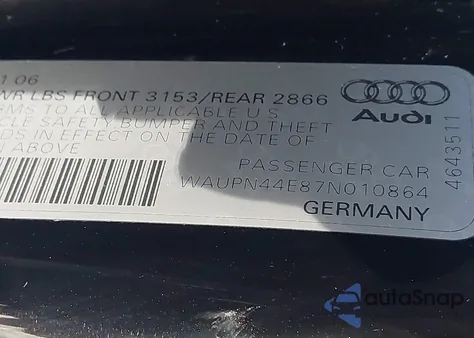 06
LBS FRONT 3153/REAR 2866
TO ALL APPLICABLE U S
SAFETY, BUMPER AND THEFT
IN EFFECT ON THE DATE OF
ABOVE
Audi
4643511
PASSENGER CAR
WAUPN44E87N010864
GERMANY
autoSnap